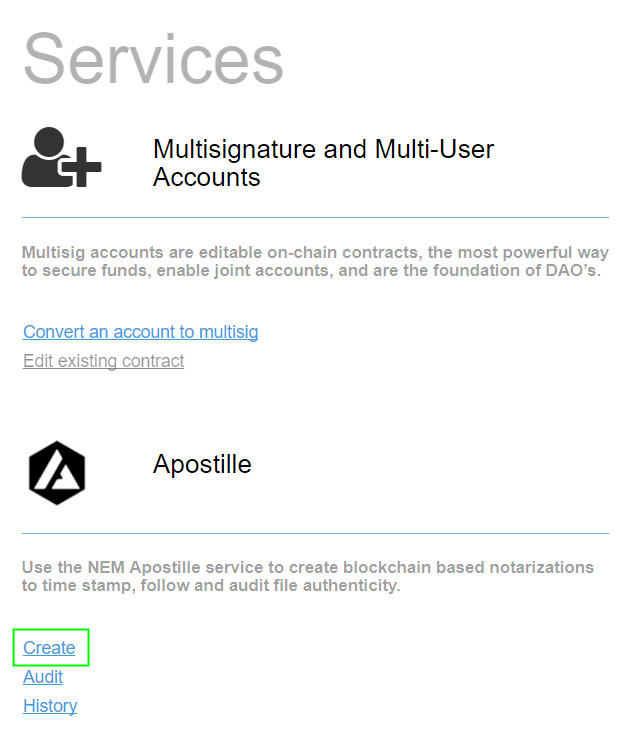 Services
Multisignature and Multi-User
Accounts
Multisig accounts are editable on-chain contracts, the most powerful way
to secure funds, enable joint accounts, and are the foundation of DAO’s.
Convert an account to multisig
Edit existing contract
Apostille
Use the NEM Apostille service to create blockchain based notarizations
to time stamp, follow and audit file authenticity.
Create
Audit
History